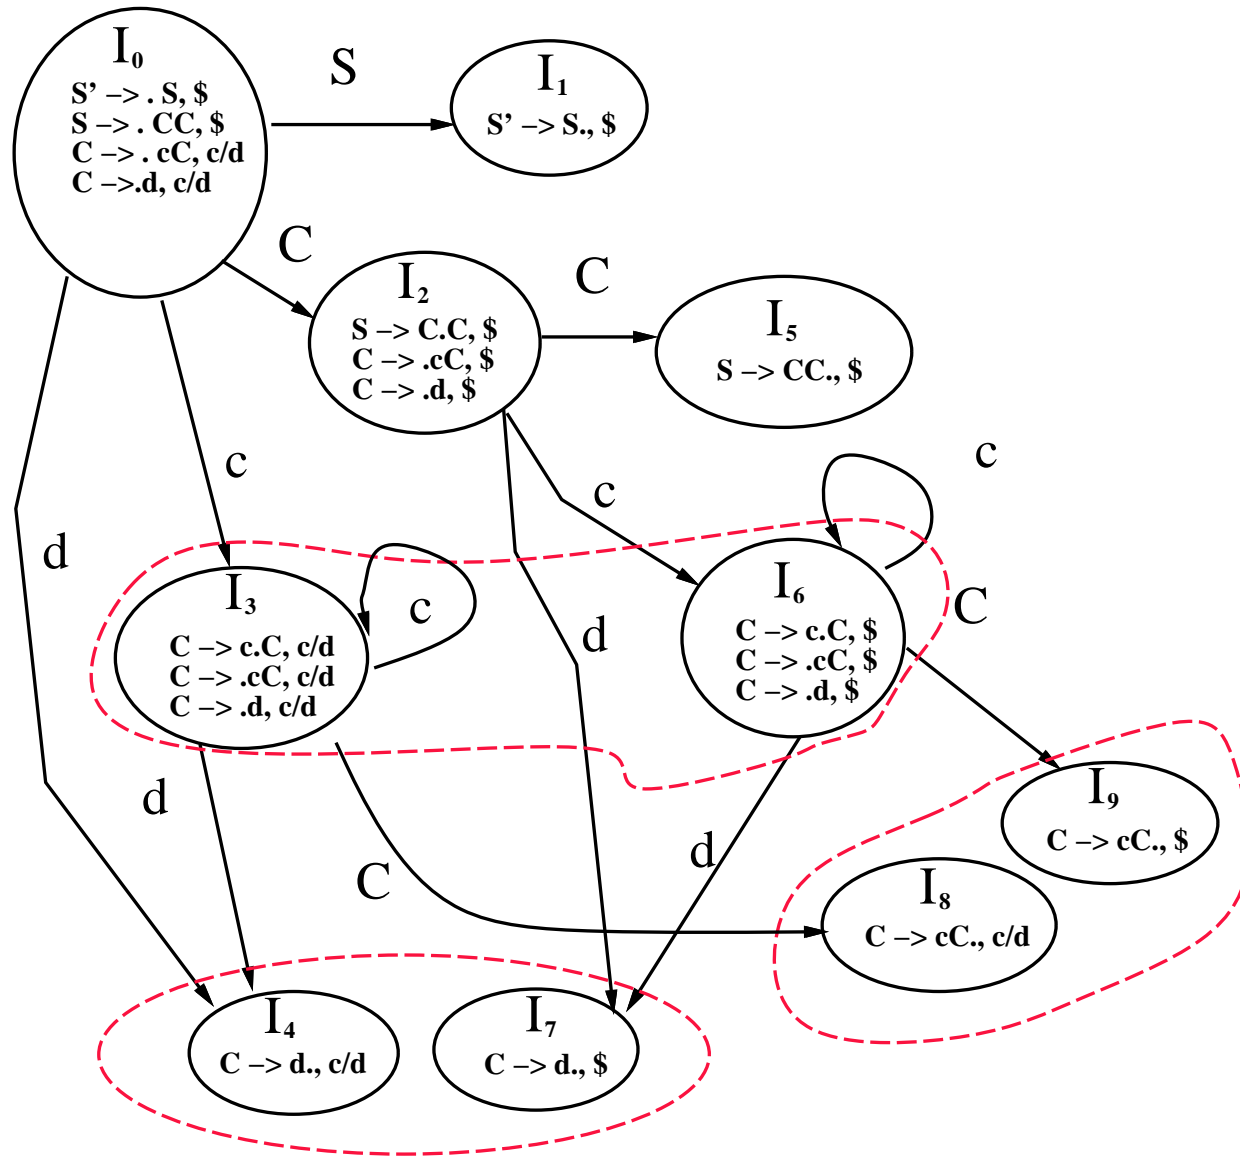 I₀
S' –> . S, $
S –> . CC, $
C –> . cC, c/d
C –>.d, c/d
S
I₁
S' –> S., $
C
I₂
S –> C.C, $
C –> .cC, $
C –> .d, $
C
I₅
S –> CC., $
c
d
c
d
c
I₃
C –> c.C, c/d
C –> .cC, c/d
C –> .d, c/d
c
I₆
C –> c.C, $
C –> .cC, $
C –> .d, $
C
d
C
d
I₉
C –> cC., $
I₈
C –> cC., c/d
I₄
C –> d., c/d
I₇
C –> d., $